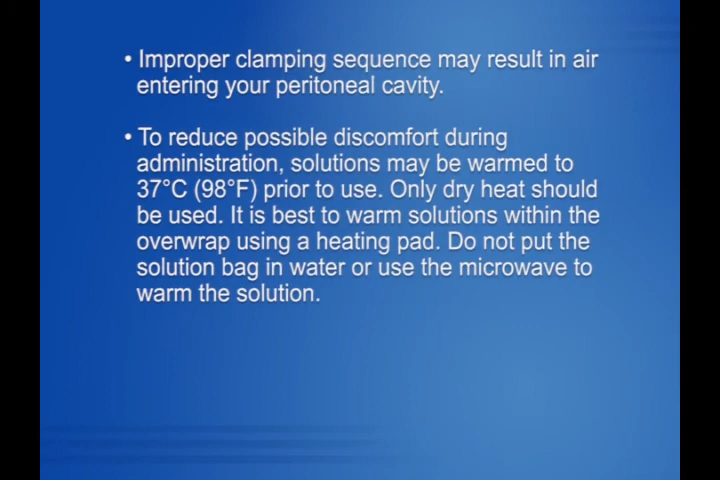 • Improper clamping sequence may result in air
entering your peritoneal cavity.
• To reduce possible discomfort during
administration, solutions may be warmed to
37°C (98°F) prior to use. Only dry heat should
be used. It is best to warm solutions within the
overwrap using a heating pad. Do not put the
solution bag in water or use the microwave to
warm the solution.